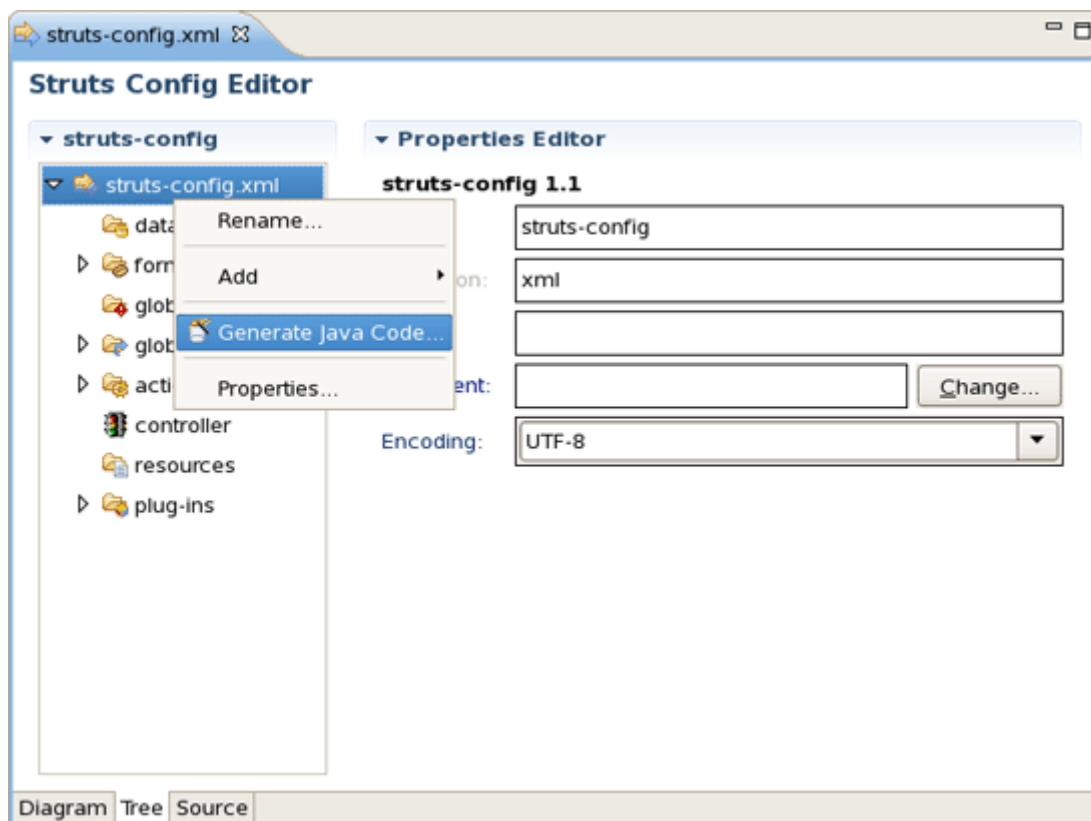 struts-config.xml
Struts Config Editor
struts-config
Properties Editor
struts-config.xml
struts-config 1.1
Rename...
struts-config
Add
on:
xml
Generate Java Code...
Properties...
ent:
Change...
controller
Encoding:
UTF-8
resources
plug-ins
Diagram Tree Source